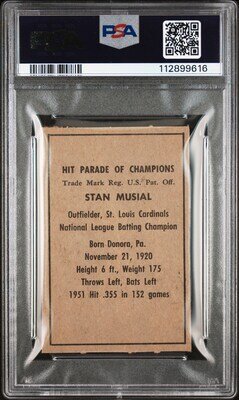 PSA
112899616
HIT PARADE OF CHAMPIONS
Trade Mark Reg. U.S. Pat. Off.
STAN MUSIAL
Outfielder, St. Louis Cardinals
National League Batting Champion
Born Donora, Pa.
November 21, 1920
Height 6 ft., Weight 175
Throws Left, Bats Left
1951 Hit .355 in 152 games